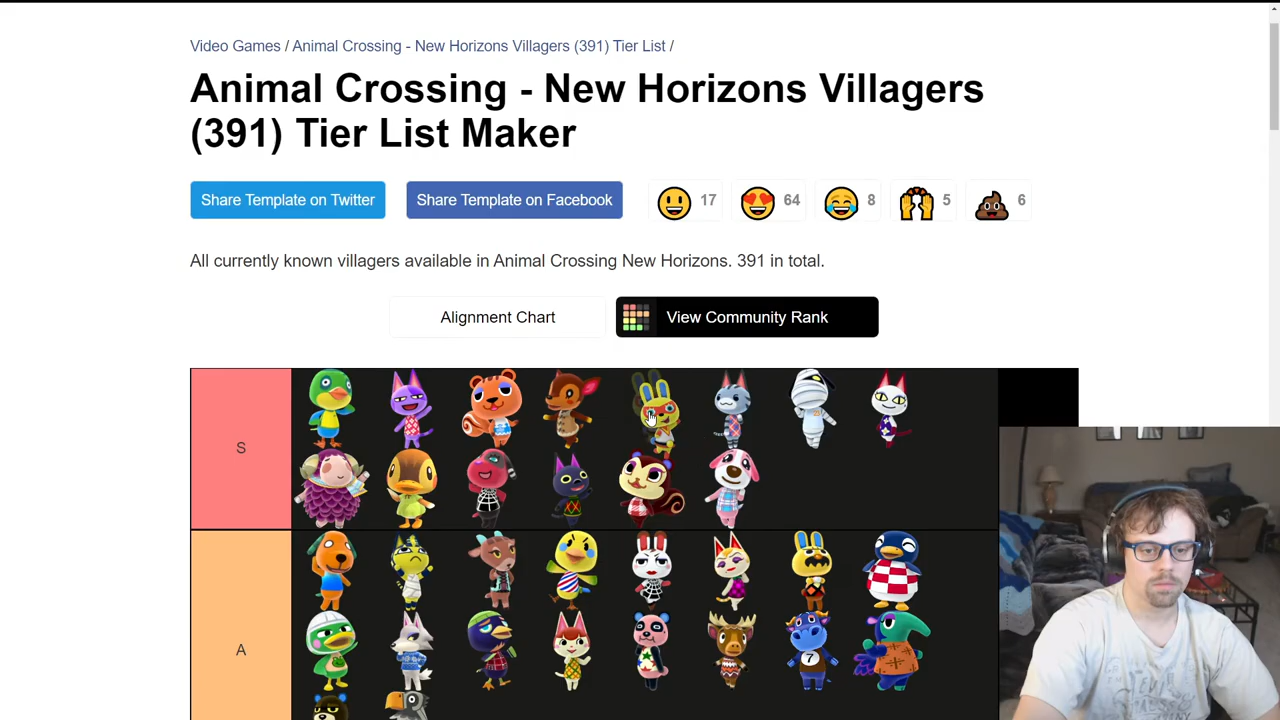 Video Games / Animal Crossing - New Horizons Villagers (391) Tier List /
Animal Crossing - New Horizons Villagers
(391) Tier List Maker
Share Template on Twitter
Share Template on Facebook
17
64
8
5
6
All currently known villagers available in Animal Crossing New Horizons. 391 in total.
Alignment Chart
View Community Rank
S
A
7